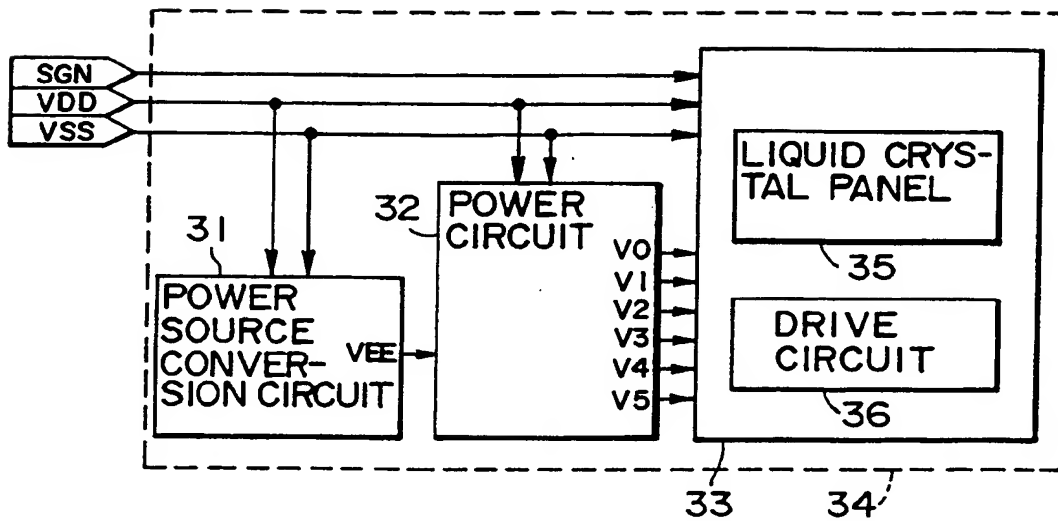 SGN
VDD
VSS
LIQUID CRYS-
TAL PANEL
35
32
POWER
CIRCUIT
V0
V1
V2
V3
V4
V5
31
POWER
SOURCE
CONVER-
SION CIRCUIT
VEE
DRIVE
CIRCUIT
36
33
34